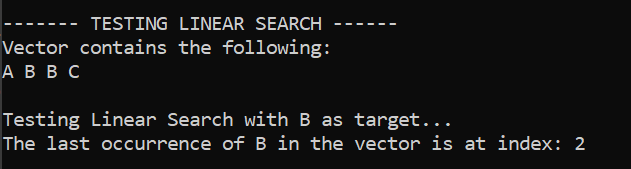 ------- TESTING LINEAR SEARCH ------
Vector contains the following:
A B B C
Testing Linear Search with B as target...
The last occurrence of B in the vector is at index: 2